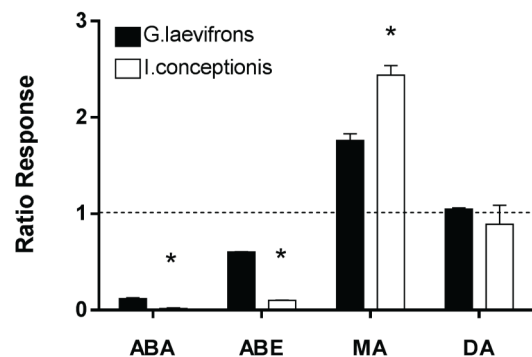 3
G.laevifrons
*
I.conceptionis
2
Ratio Response
1
*
*
0
ABA ABE MA DA